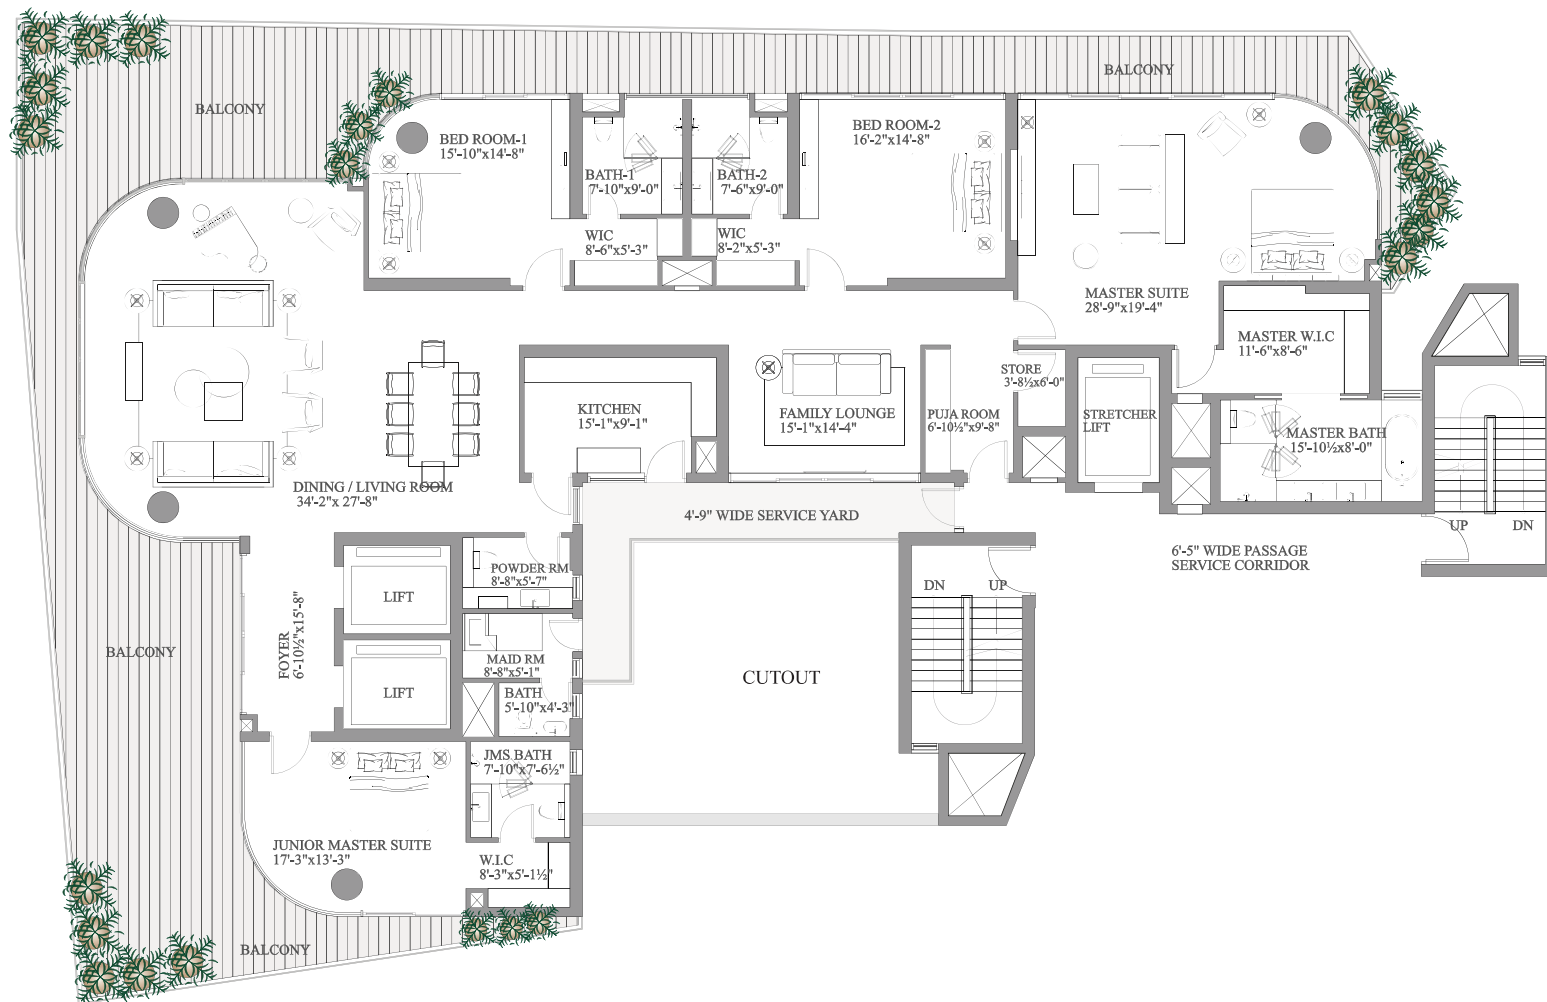 BALCONY
BALCONY
BED ROOM-1
15'-10"x14'-8"
BATH-1
7'-10"x9'-0"
BATH-2
7'-6"x9'-0"
BED ROOM-2
16'-2"x14'-8"
WIC
8'-6"x5'-3"
WIC
8'-2"x5'-3"
MASTER SUITE
28'-9"x19'-4"
MASTER W.I.C
11'-6"x8'-6"
STORE
3'-8½x6'-0"
KITCHEN
15'-1"x9'-1"
FAMILY LOUNGE
15'-1"x14'-4"
PUJA ROOM
6'-10½"x9'-8"
STRETCHER
LIFT
MASTER BATH
15'-10½x8'-0"
DINING / LIVING ROOM
34'-2"x 27'-8"
4'-9" WIDE SERVICE YARD
UP
DN
6'-5" WIDE PASSAGE
SERVICE CORRIDOR
POWDER RM
8'-8"x5'-7"
DN
UP
LIFT
FOYER
6'-10½"x15'-8"
BALCONY
MAID RM
8'-8"x5'-1"
LIFT
BATH
5'-10"x4'-3"
CUTOUT
JMS BATH
7'-10"x7'-6½"
JUNIOR MASTER SUITE
17'-3"x13'-3"
W.I.C
8'-3"x5'-1½"
BALCONY